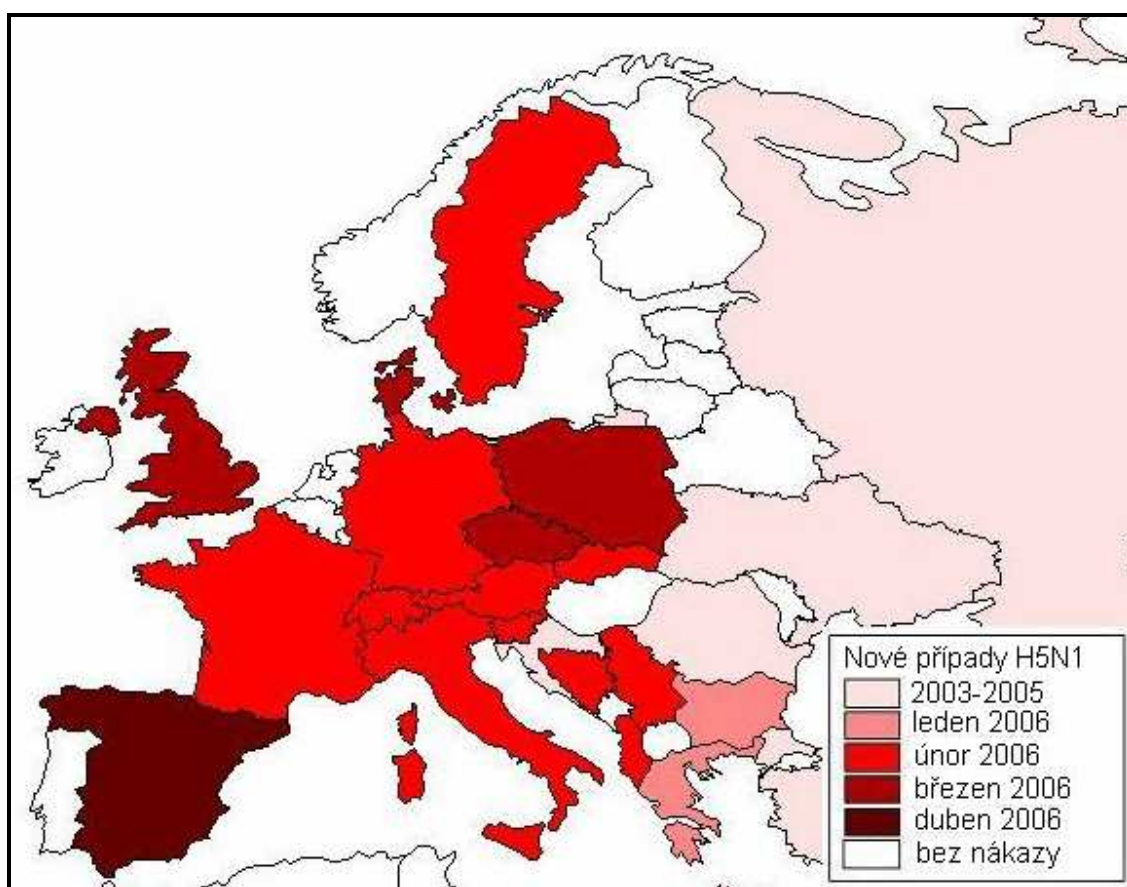 Nové případy H5N1
2003-2005
leden 2006
únor 2006
březen 2006
duben 2006
bez nákazy